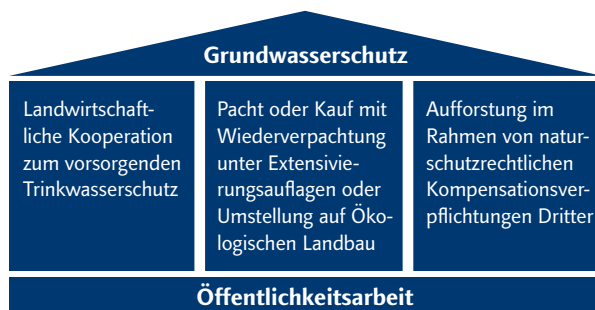 Grundwasserschutz
Landwirtschaft-
liche Kooperation
zum vorsorgenden
Trinkwasserschutz
Pacht oder Kauf mit
Wiederverpachtung
unter Extensivie-
rungsauflagen oder
Umstellung auf Öko-
logischen Landbau
Aufforstung im
Rahmen von natur-
schutzrechtlichen
Kompensationsver-
pflichtungen Dritter
Öffentlichkeitsarbeit